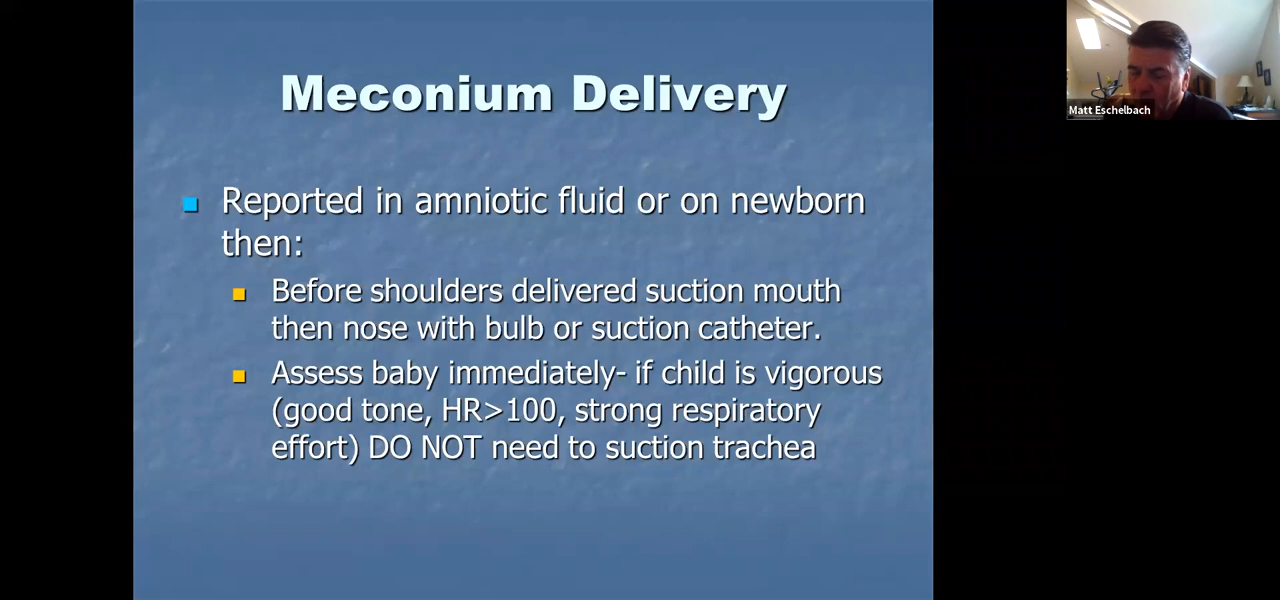 Meconium Delivery
Reported in amniotic fluid or on newborn
then:
Before shoulders delivered suction mouth
then nose with bulb or suction catheter.
Assess baby immediately- if child is vigorous
(good tone, HR>100, strong respiratory
effort) DO NOT need to suction trachea
Matt Eschelbach